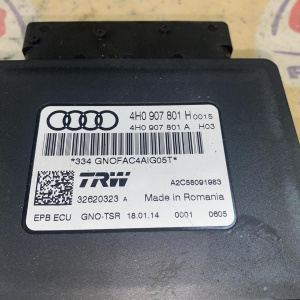 4H0 907 801 H 0015
4H0 907 801 A H03
*334 GNOFAC4AIG05T*
TRW
32620323 A
A2C58091983
Made in Romania
EPB ECU GNO-TSR 18.01.14 0001 0605